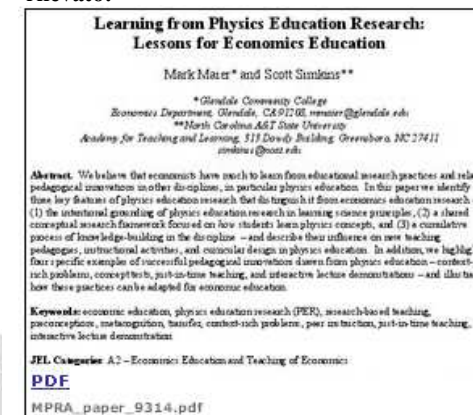 Learning from Physics Education Research:
Lessons for Economics Education
Mark Maier* and Scott Simkins**
*Glendale Community College
Economics Department, Glendale, CA 91208, mmaier@glendale.edu
**North Carolina A&T State University
Academy for Teaching and Learning, 515 Dowdy Building, Greensboro, NC 27411
simkins@ncat.edu
Abstract. We believe that economists have much to learn from educational research practices and rela
pedagogical innovations in other disciplines, in particular physics education. In this paper we identify
three key features of physics education research that distinguish it from economics education research
(1) the intentional grounding of physics education research in learning science principles, (2) a shared
conceptual research framework focused on how students learn physics concepts, and (3) a cumulative
process of knowledge-building in the discipline – and describe their influence on new teaching
pedagogies, instructional activities, and curricular design in physics education. In addition, we highlig
four specific examples of successful pedagogical innovations drawn from physics education – context-
rich problems, concept tests, just-in-time teaching, and interactive lecture demonstrations – and illustra
how these practices can be adapted for economic education.
Keywords: economic education, physics education research (PER), research-based teaching,
preconceptions, metacognition, transfer, context-rich problems, peer instruction, just-in-time teaching,
interactive lecture demonstration
JEL Categories: A2 – Economics Education and Teaching of Economics
PDF
MPRA_paper_9314.pdf